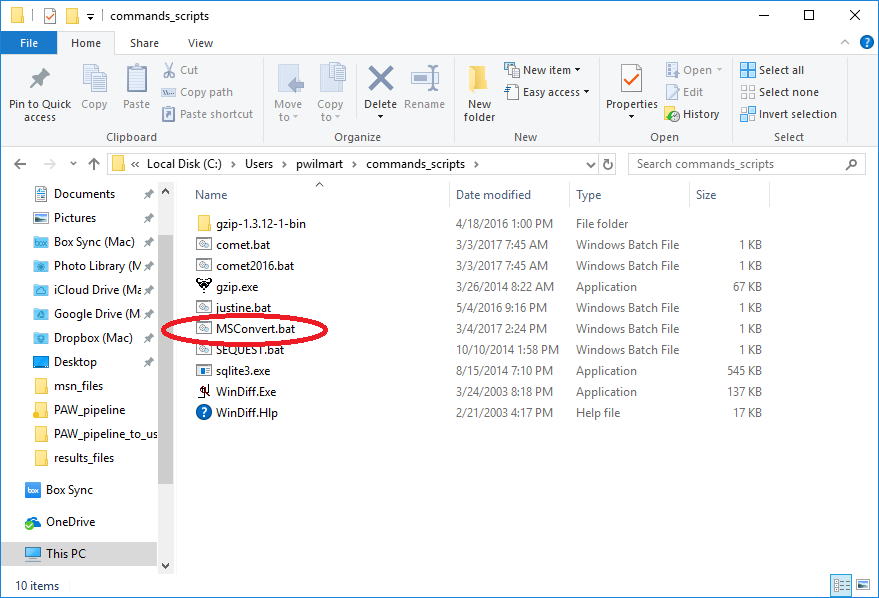 commands_scripts
File Home Share View
Pin to Quick access
Copy
Paste
Cut
Copy path
Paste shortcut
Clipboard
Move to
Copy to
Delete
Rename
Organize
New folder
New item
Easy access
New
Properties
Open
Edit
History
Open
Select all
Select none
Invert selection
Select
« Local Disk (C:) > Users > pwilmart > commands_scripts >
Search commands_scripts
Documents
Pictures
Box Sync (Mac)
Photo Library (M
iCloud Drive (Ma
Google Drive (M
Dropbox (Mac)
Desktop
msn_files
PAW_pipeline
PAW_pipeline_to_us
results_files
box Box Sync
OneDrive
This PC
Name Date modified Type Size
gzip-1.3.12-1-bin 4/18/2016 1:00 PM File folder
comet.bat 3/3/2017 7:45 AM Windows Batch File 1 KB
comet2016.bat 3/3/2017 7:45 AM Windows Batch File 1 KB
gzip.exe 3/26/2014 8:22 AM Application 67 KB
justine.bat 5/4/2016 9:16 PM Windows Batch File 1 KB
MSConvert.bat 3/4/2017 2:24 PM Windows Batch File 1 KB
SEQUEST.bat 10/10/2014 1:58 PM Windows Batch File 1 KB
sqlite3.exe 8/15/2014 7:10 PM Application 545 KB
WinDiff.Exe 3/24/2003 8:18 PM Application 137 KB
WinDiff.Hlp 2/21/2003 4:17 PM Help file 17 KB
10 items